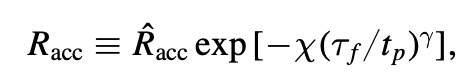 R_acc ≡ R̂_acc exp [−χ(τ_f/t_p)^γ],